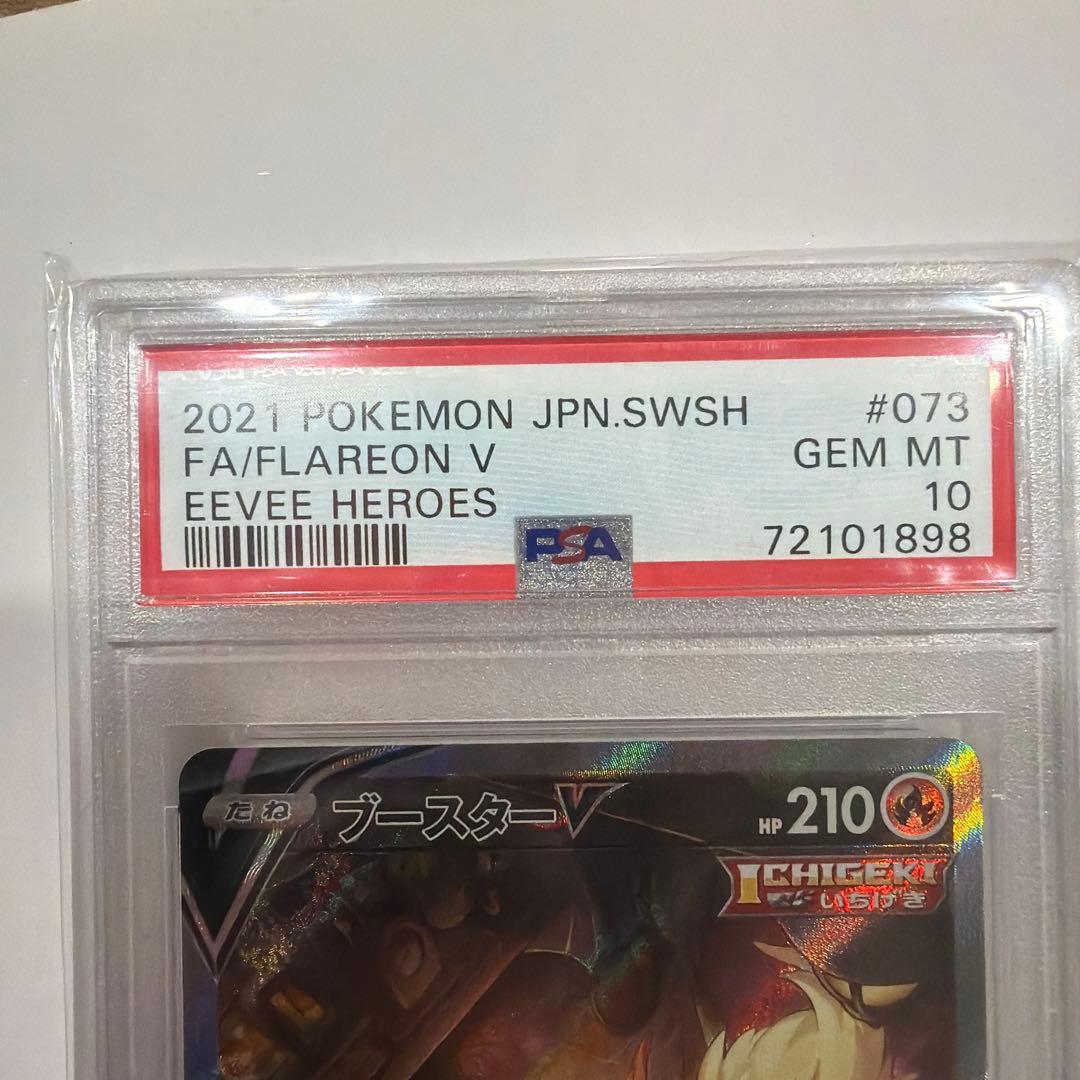 2021 POKEMON JPN.SWSH #073
FA/FLAREON V GEM MT
EEVEE HEROES 10
PSA 72101898
たね ブースターV HP 210
ICHIGEKI
いちげき